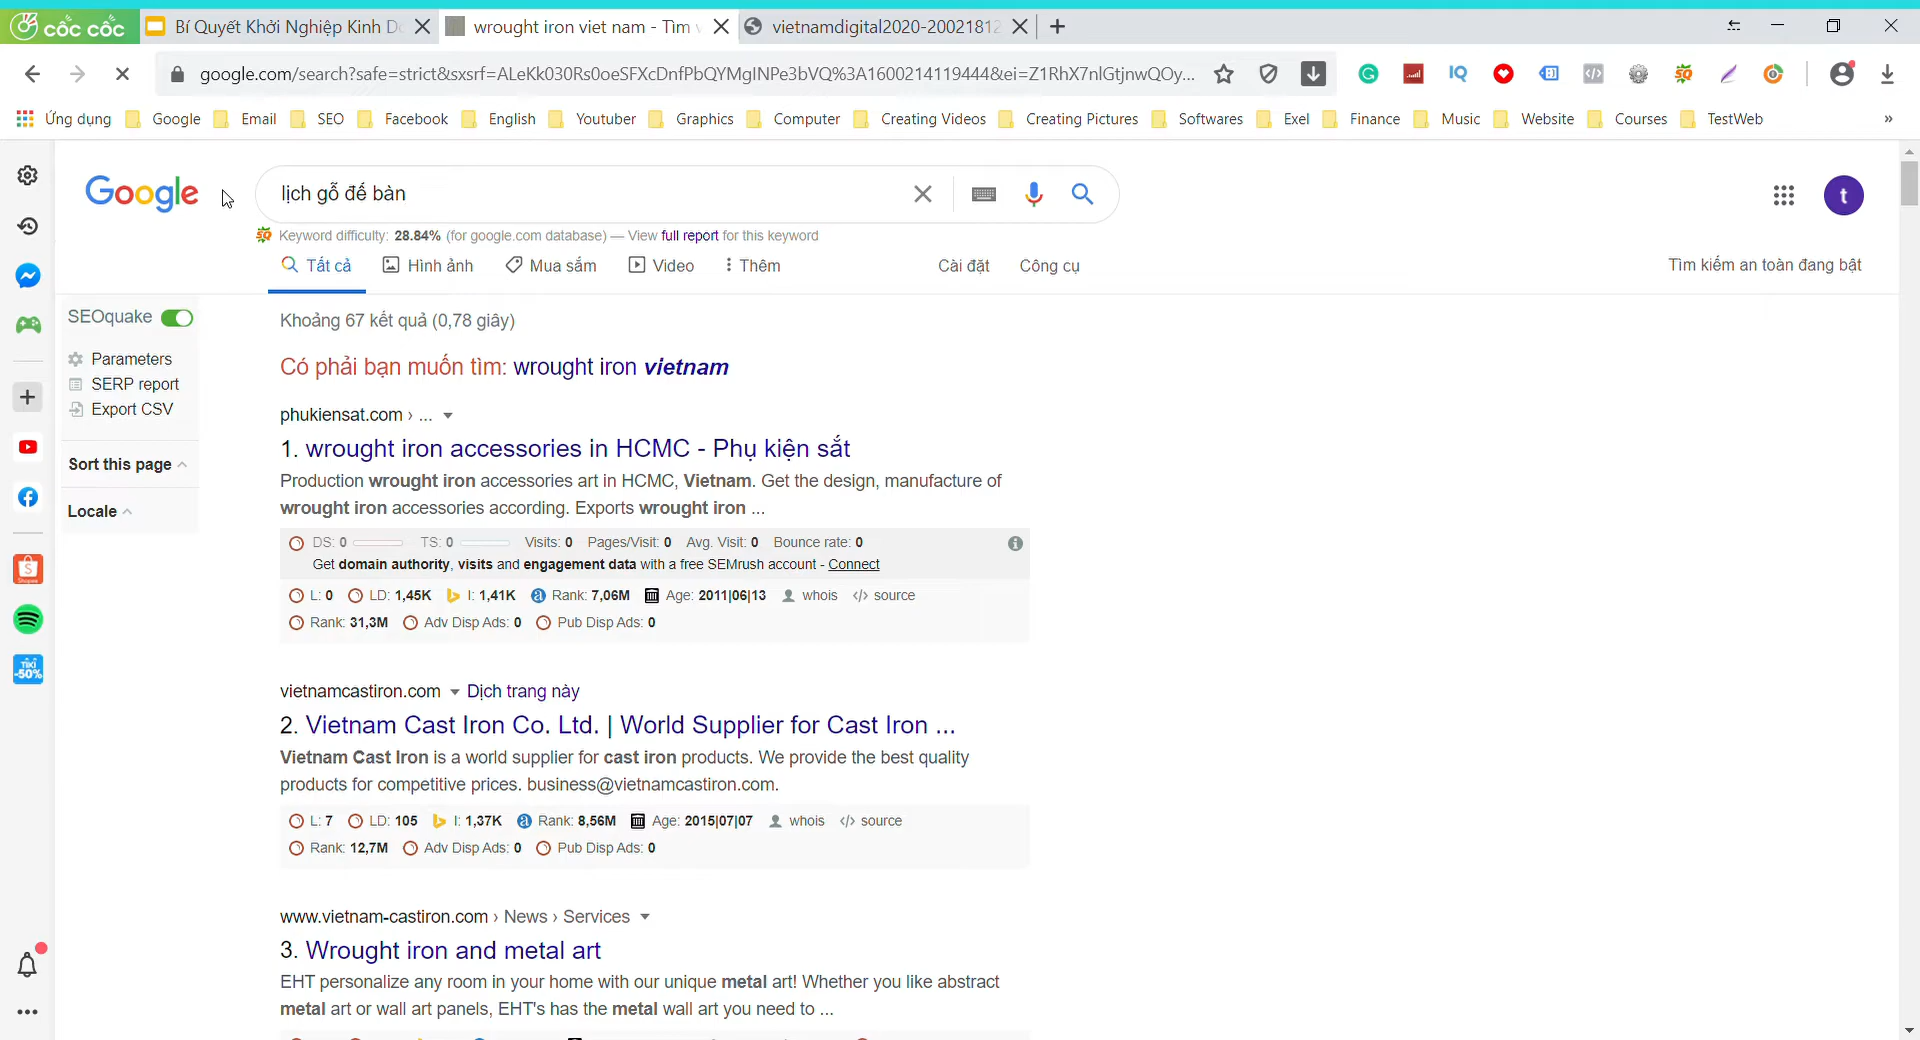 cốc cốc
Bí Quyết Khởi Nghiệp Kinh Do
wrought iron viet nam - Tìm v
vietnamdigital2020-20021812
google.com/search?safe=strict&sxsrf=ALeKk030Rs0oeSFXcDnfPbQYMgINPe3bVQ%3A1600214119444&ei=Z1RhX7nlGtjnwQOy...
Ứng dụng
Google
Email
SEO
Facebook
English
Youtuber
Graphics
Computer
Creating Videos
Creating Pictures
Softwares
Exel
Finance
Music
Website
Courses
TestWeb
»
Google
lịch gỗ để bàn
t
Keyword difficulty: 28.84% (for google.com database) — View full report for this keyword
Tất cả
Hình ảnh
Mua sắm
Video
Thêm
Cài đặt
Công cụ
Tìm kiếm an toàn đang bật
SEOquake
Parameters
SERP report
Export CSV
Sort this page
Locale
Khoảng 67 kết quả (0,78 giây)
Có phải bạn muốn tìm: wrought iron vietnam
phukiensat.com › ...
1. wrought iron accessories in HCMC - Phụ kiện sắt
Production wrought iron accessories art in HCMC, Vietnam. Get the design, manufacture of
wrought iron accessories according. Exports wrought iron ...
DS: 0 TS: 0 Visits: 0 Pages/Visit: 0 Avg. Visit: 0 Bounce rate: 0
Get domain authority, visits and engagement data with a free SEMrush account - Connect
L: 0 LD: 1,45K I: 1,41K Rank: 7,06M Age: 2011|06|13 whois source
Rank: 31,3M Adv Disp Ads: 0 Pub Disp Ads: 0
vietnamcastiron.com Dịch trang này
2. Vietnam Cast Iron Co. Ltd. | World Supplier for Cast Iron ...
Vietnam Cast Iron is a world supplier for cast iron products. We provide the best quality
products for competitive prices. business@vietnamcastiron.com.
L: 7 LD: 105 I: 1,37K Rank: 8,56M Age: 2015|07|07 whois source
Rank: 12,7M Adv Disp Ads: 0 Pub Disp Ads: 0
www.vietnam-castiron.com › News › Services
3. Wrought iron and metal art
EHT personalize any room in your home with our unique metal art! Whether you like abstract
metal art or wall art panels, EHT's has the metal wall art you need to ...
TIKI
-50%